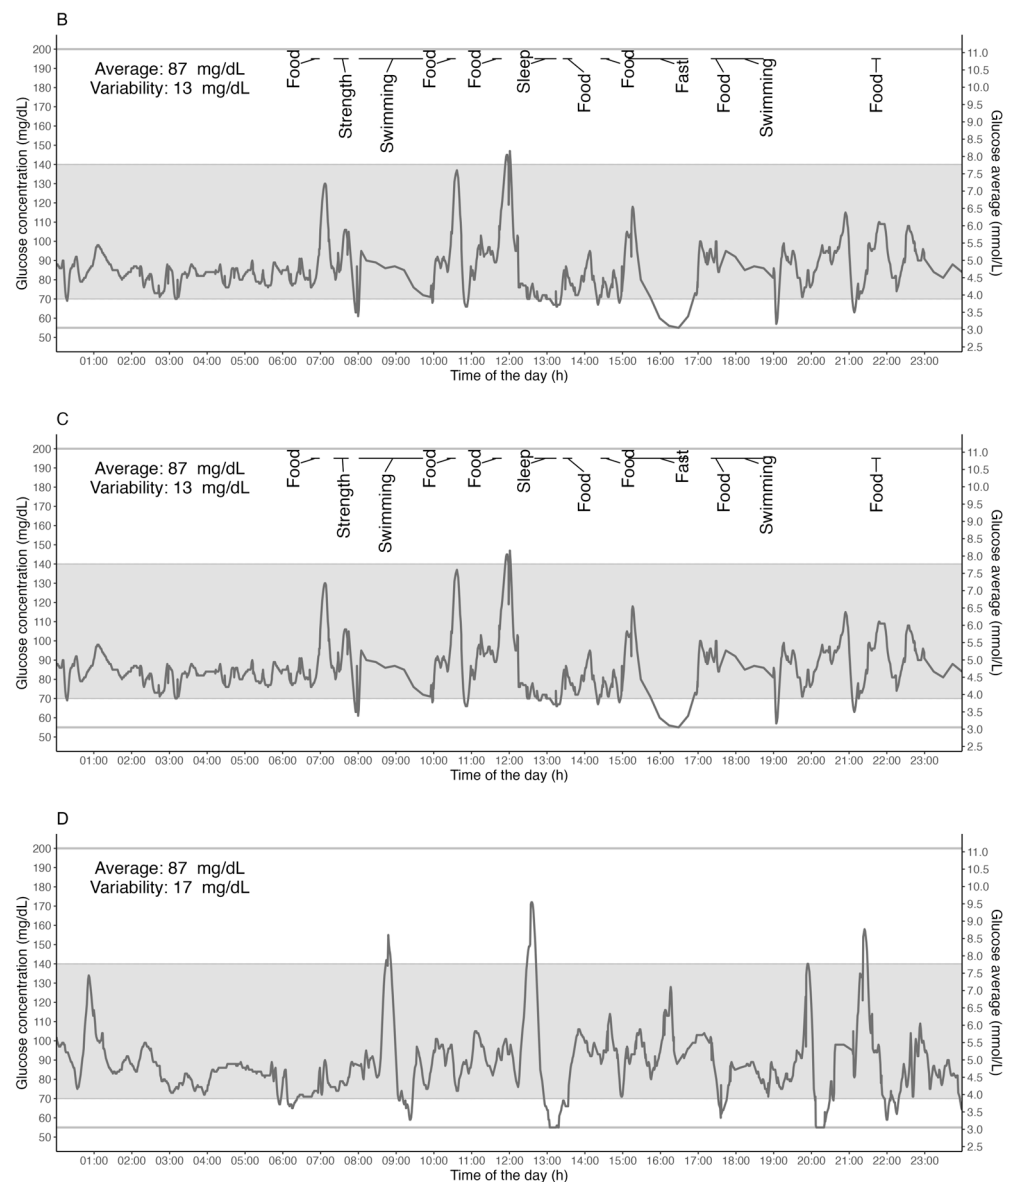 B
Glucose concentration (mg/dL)
200
190
180
170
160
150
140
130
120
110
100
90
80
70
60
50
Average: 87 mg/dL
Variability: 13 mg/dL
Food
Strength
Swimming
Food
Food
Sleep
Food
Food
Fast
Food
Swimming
Food
11.0
10.5
10.0
9.5
9.0
8.5
8.0
7.5
7.0
6.5
6.0
5.5
5.0
4.5
4.0
3.5
3.0
2.5
Glucose average (mmol/L)
01:00 02:00 03:00 04:00 05:00 06:00 07:00 08:00 09:00 10:00 11:00 12:00 13:00 14:00 15:00 16:00 17:00 18:00 19:00 20:00 21:00 22:00 23:00
Time of the day (h)
C
Glucose concentration (mg/dL)
200
190
180
170
160
150
140
130
120
110
100
90
80
70
60
50
Average: 87 mg/dL
Variability: 13 mg/dL
Food
Strength
Swimming
Food
Food
Sleep
Food
Food
Fast
Food
Swimming
Food
11.0
10.5
10.0
9.5
9.0
8.5
8.0
7.5
7.0
6.5
6.0
5.5
5.0
4.5
4.0
3.5
3.0
2.5
Glucose average (mmol/L)
01:00 02:00 03:00 04:00 05:00 06:00 07:00 08:00 09:00 10:00 11:00 12:00 13:00 14:00 15:00 16:00 17:00 18:00 19:00 20:00 21:00 22:00 23:00
Time of the day (h)
D
Glucose concentration (mg/dL)
200
190
180
170
160
150
140
130
120
110
100
90
80
70
60
50
Average: 87 mg/dL
Variability: 17 mg/dL
11.0
10.5
10.0
9.5
9.0
8.5
8.0
7.5
7.0
6.5
6.0
5.5
5.0
4.5
4.0
3.5
3.0
2.5
Glucose average (mmol/L)
01:00 02:00 03:00 04:00 05:00 06:00 07:00 08:00 09:00 10:00 11:00 12:00 13:00 14:00 15:00 16:00 17:00 18:00 19:00 20:00 21:00 22:00 23:00
Time of the day (h)